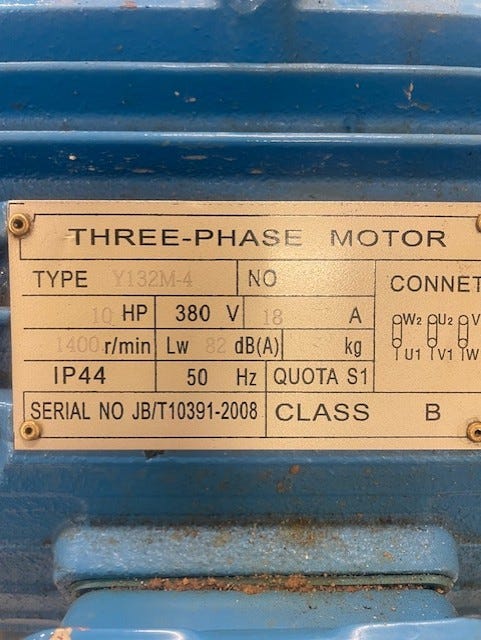 THREE-PHASE MOTOR
TYPE Y132M-4 NO
CONNET
10 HP 380 V 18 A
W2 U2 V
1400 r/min Lw 82 dB(A) kg
U1 V1 W
IP44 50 Hz QUOTA S1
SERIAL NO JB/T10391-2008 CLASS B